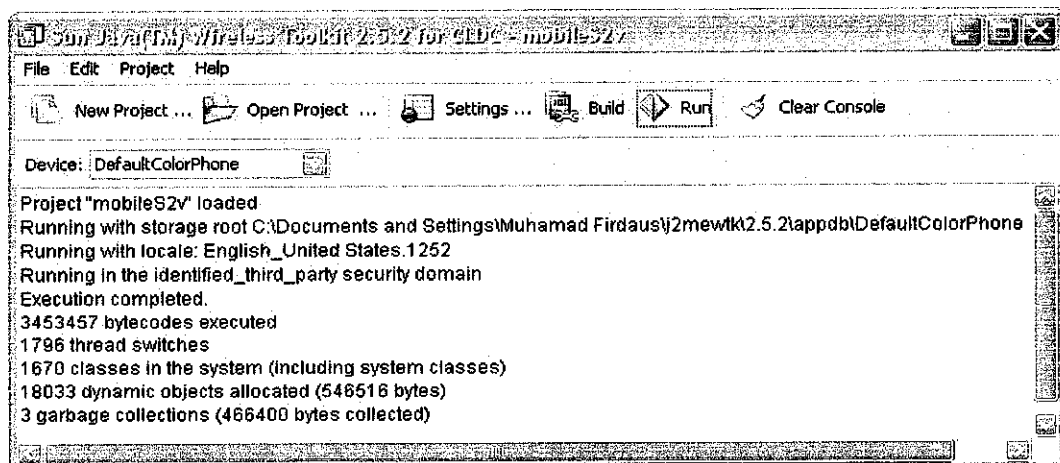 Sun Java(TM) Wireless Toolkit 2.5.2 for CLDC - mobileS2v
File Edit Project Help
New Project ... Open Project ... Settings ... Build Run Clear Console
Device: DefaultColorPhone
Project "mobileS2v" loaded
Running with storage root C:\Documents and Settings\Muhamad Firdaus\j2mewtk\2.5.2\appdb\DefaultColorPhone
Running with locale: English_United States.1252
Running in the identified_third_party security domain
Execution completed.
3453457 bytecodes executed
1796 thread switches
1670 classes in the system (including system classes)
18033 dynamic objects allocated (546516 bytes)
3 garbage collections (466400 bytes collected)